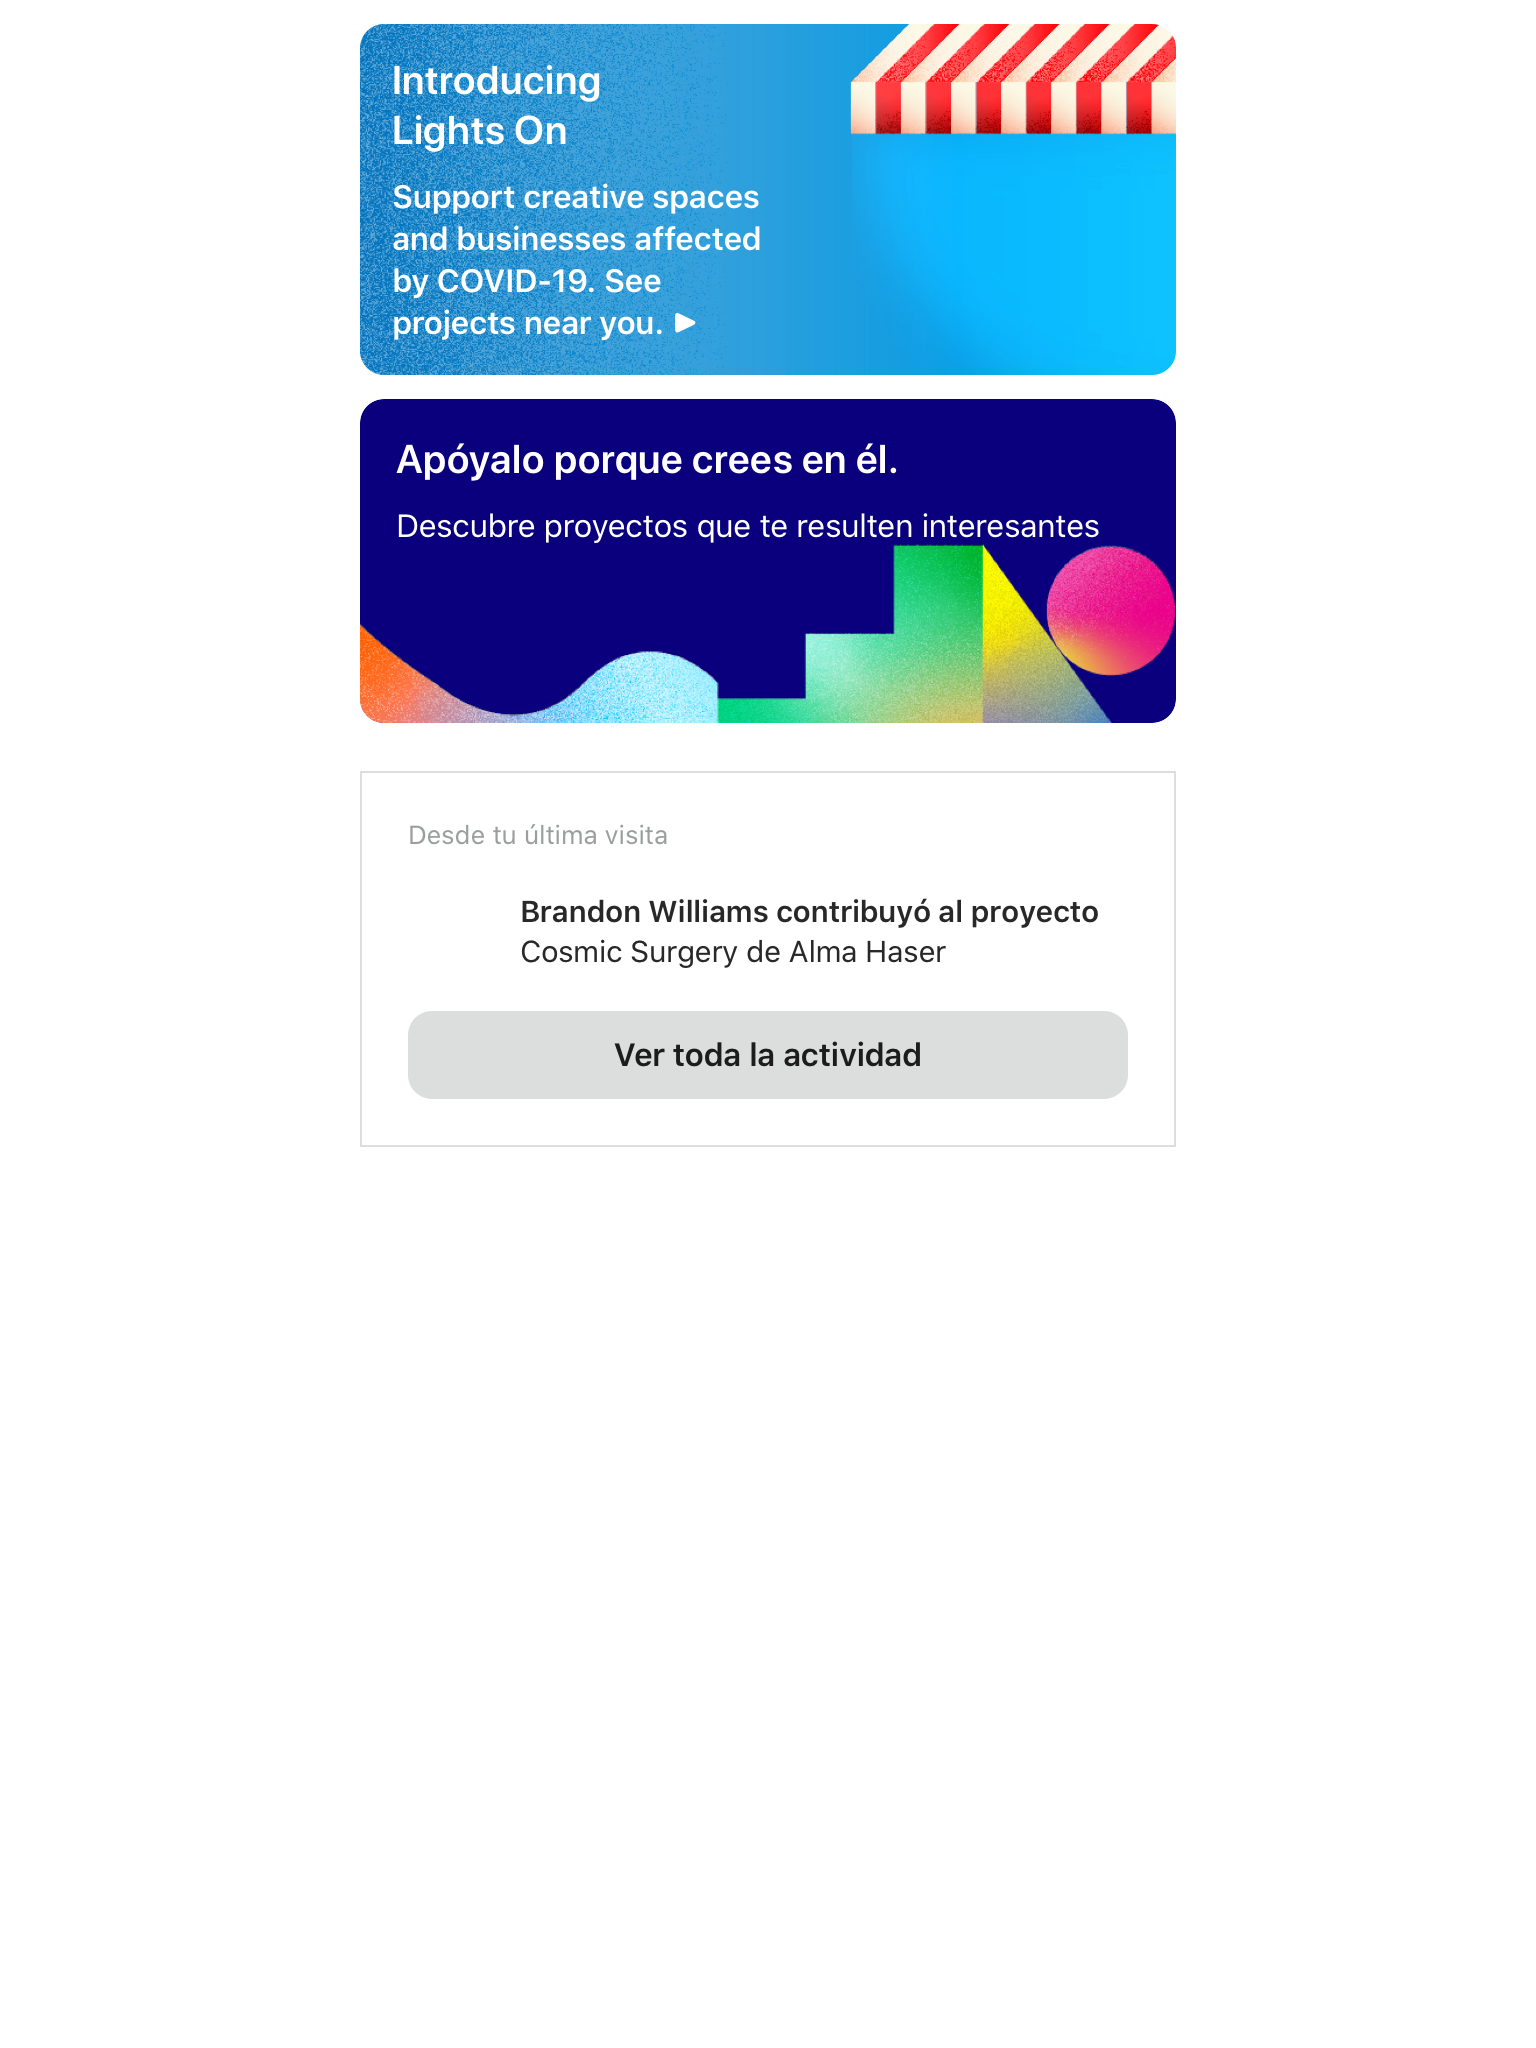 Introducing
Lights On
Support creative spaces
and businesses affected
by COVID-19. See
projects near you. ▶
Apóyalo porque crees en él.
Descubre proyectos que te resulten interesantes
Desde tu última visita
Brandon Williams contribuyó al proyecto
Cosmic Surgery de Alma Haser
Ver toda la actividad